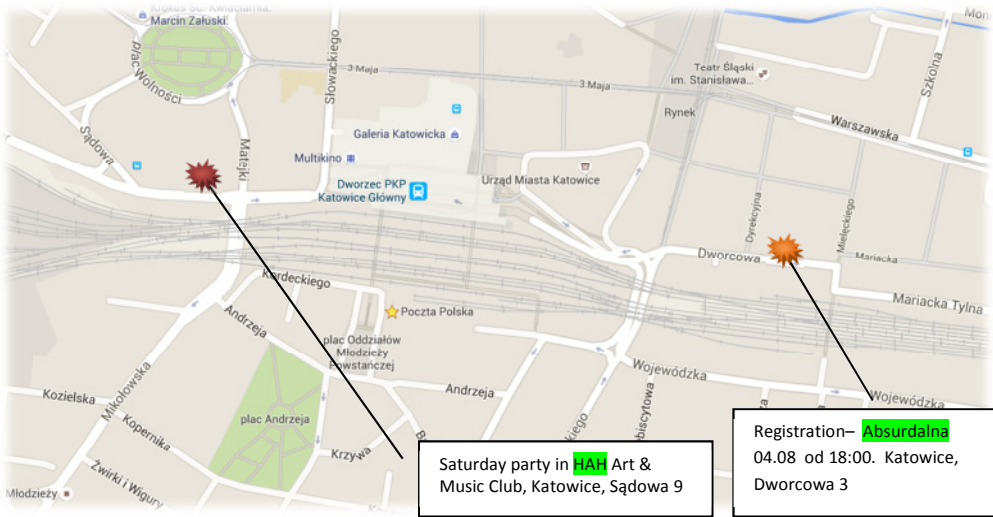 Krokus Sc. Kwiaciarnia.
Marcin Załuski.
plac Wolności
Słowackiego
3 Maja
3 Maja
Teatr Śląski
im. Stanisława...
Szkolna
Rynek
Warszawska
Sądowa
Matejki
Galeria Katowicka
Multikino
Dworzec PKP
Katowice Główny
Urząd Miasta Katowice
Dyrekcyjna
Mielęckiego
Dworcowa
Mariacka
Mariacka Tylna
Kordeckiego
Poczta Polska
Andrzeja
plac Oddziałów
Młodzieży
Powstańczej
Wojewódzka
Wojewódzka
Andrzeja
Mikołowska
Kozielska
Kopernika
plac Andrzeja
Krzywa
Żwirki i Wigury
Młodzieży
Saturday party in HAH Art &
Music Club, Katowice, Sądowa 9
Registration– Absurdalna
04.08 od 18:00. Katowice,
Dworcowa 3